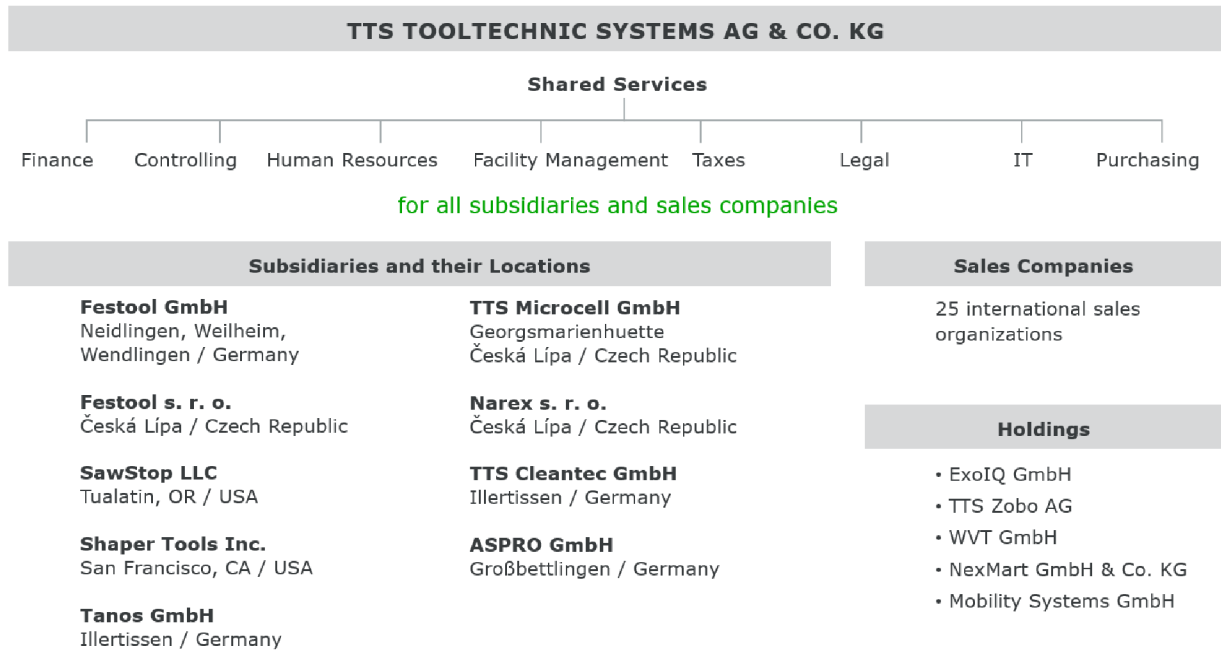 TTS TOOLTECHNIC SYSTEMS AG & CO. KG
Shared Services
Finance Controlling Human Resources Facility Management Taxes Legal IT Purchasing
for all subsidiaries and sales companies
Subsidiaries and their Locations
Festool GmbH
Neidlingen, Weilheim,
Wendlingen / Germany
Festool s. r. o.
Česká Lípa / Czech Republic
SawStop LLC
Tualatin, OR / USA
Shaper Tools Inc.
San Francisco, CA / USA
Tanos GmbH
Illertissen / Germany
TTS Microcell GmbH
Georgsmarienhuette
Česká Lípa / Czech Republic
Narex s. r. o.
Česká Lípa / Czech Republic
TTS Cleantec GmbH
Illertissen / Germany
ASPRO GmbH
Großbettlingen / Germany
Sales Companies
25 international sales
organizations
Holdings
• ExoIQ GmbH
• TTS Zobo AG
• WVT GmbH
• NexMart GmbH & Co. KG
• Mobility Systems GmbH